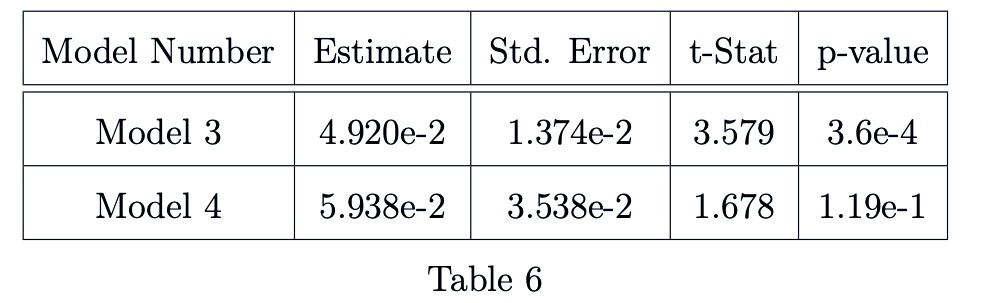 Model Number Estimate Std. Error t-Stat p-value
Model 3 4.920e-2 1.374e-2 3.579 3.6e-4
Model 4 5.938e-2 3.538e-2 1.678 1.19e-1
Table 6